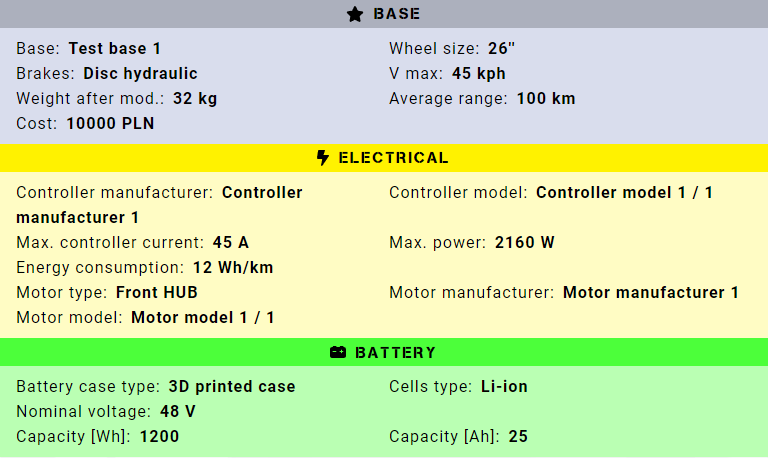 BASE
Base: Test base 1
Wheel size: 26"
Brakes: Disc hydraulic
V max: 45 kph
Weight after mod.: 32 kg
Average range: 100 km
Cost: 10000 PLN
ELECTRICAL
Controller manufacturer: Controller
manufacturer 1
Controller model: Controller model 1 / 1
Max. controller current: 45 A
Max. power: 2160 W
Energy consumption: 12 Wh/km
Motor type: Front HUB
Motor manufacturer: Motor manufacturer 1
Motor model: Motor model 1 / 1
BATTERY
Battery case type: 3D printed case
Cells type: Li-ion
Nominal voltage: 48 V
Capacity [Wh]: 1200
Capacity [Ah]: 25